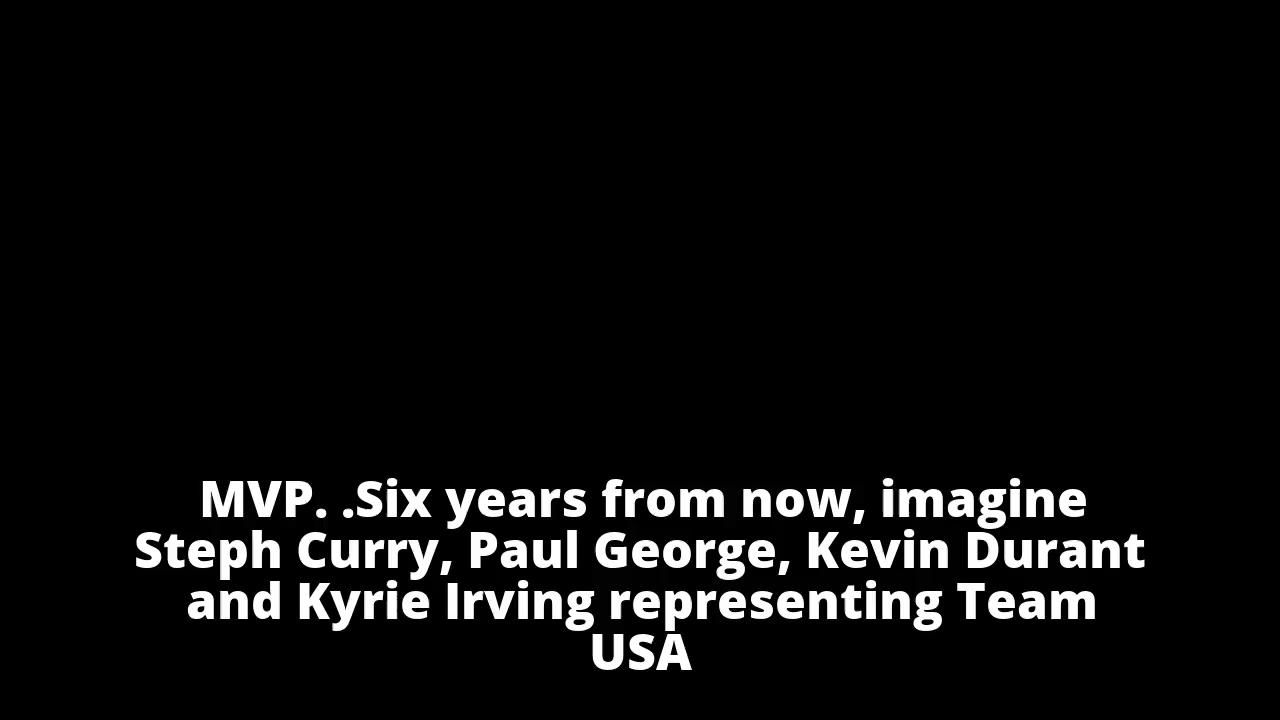 MVP. .Six years from now, imagine
Steph Curry, Paul George, Kevin Durant
and Kyrie Irving representing Team
USA